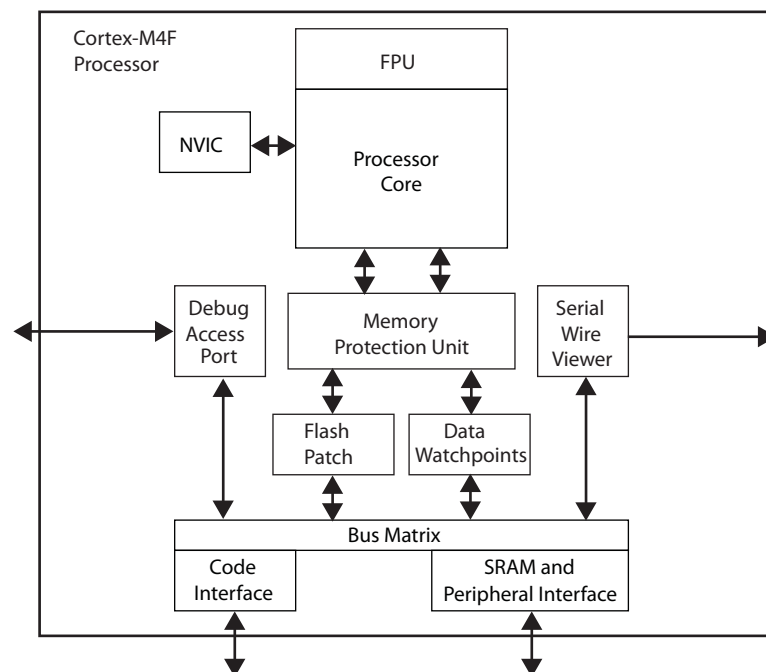 Cortex-M4F
Processor
FPU
NVIC
Processor
Core
Debug
Access
Port
Memory
Protection Unit
Serial
Wire
Viewer
Flash
Patch
Data
Watchpoints
Bus Matrix
Code
Interface
SRAM and
Peripheral Interface